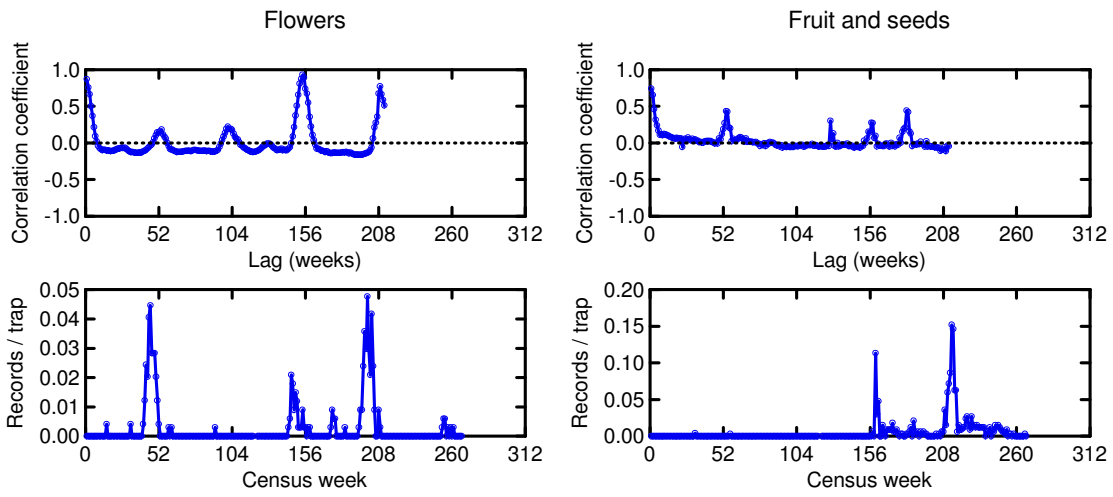 Flowers
Fruit and seeds
Correlation coefficient
1.0
0.5
0.0
-0.5
-1.0
0 52 104 156 208 260 312
Lag (weeks)
Correlation coefficient
1.0
0.5
0.0
-0.5
-1.0
0 52 104 156 208 260 312
Lag (weeks)
Records / trap
0.05
0.04
0.03
0.02
0.01
0.00
0 52 104 156 208 260 312
Census week
Records / trap
0.20
0.15
0.10
0.05
0.00
0 52 104 156 208 260 312
Census week